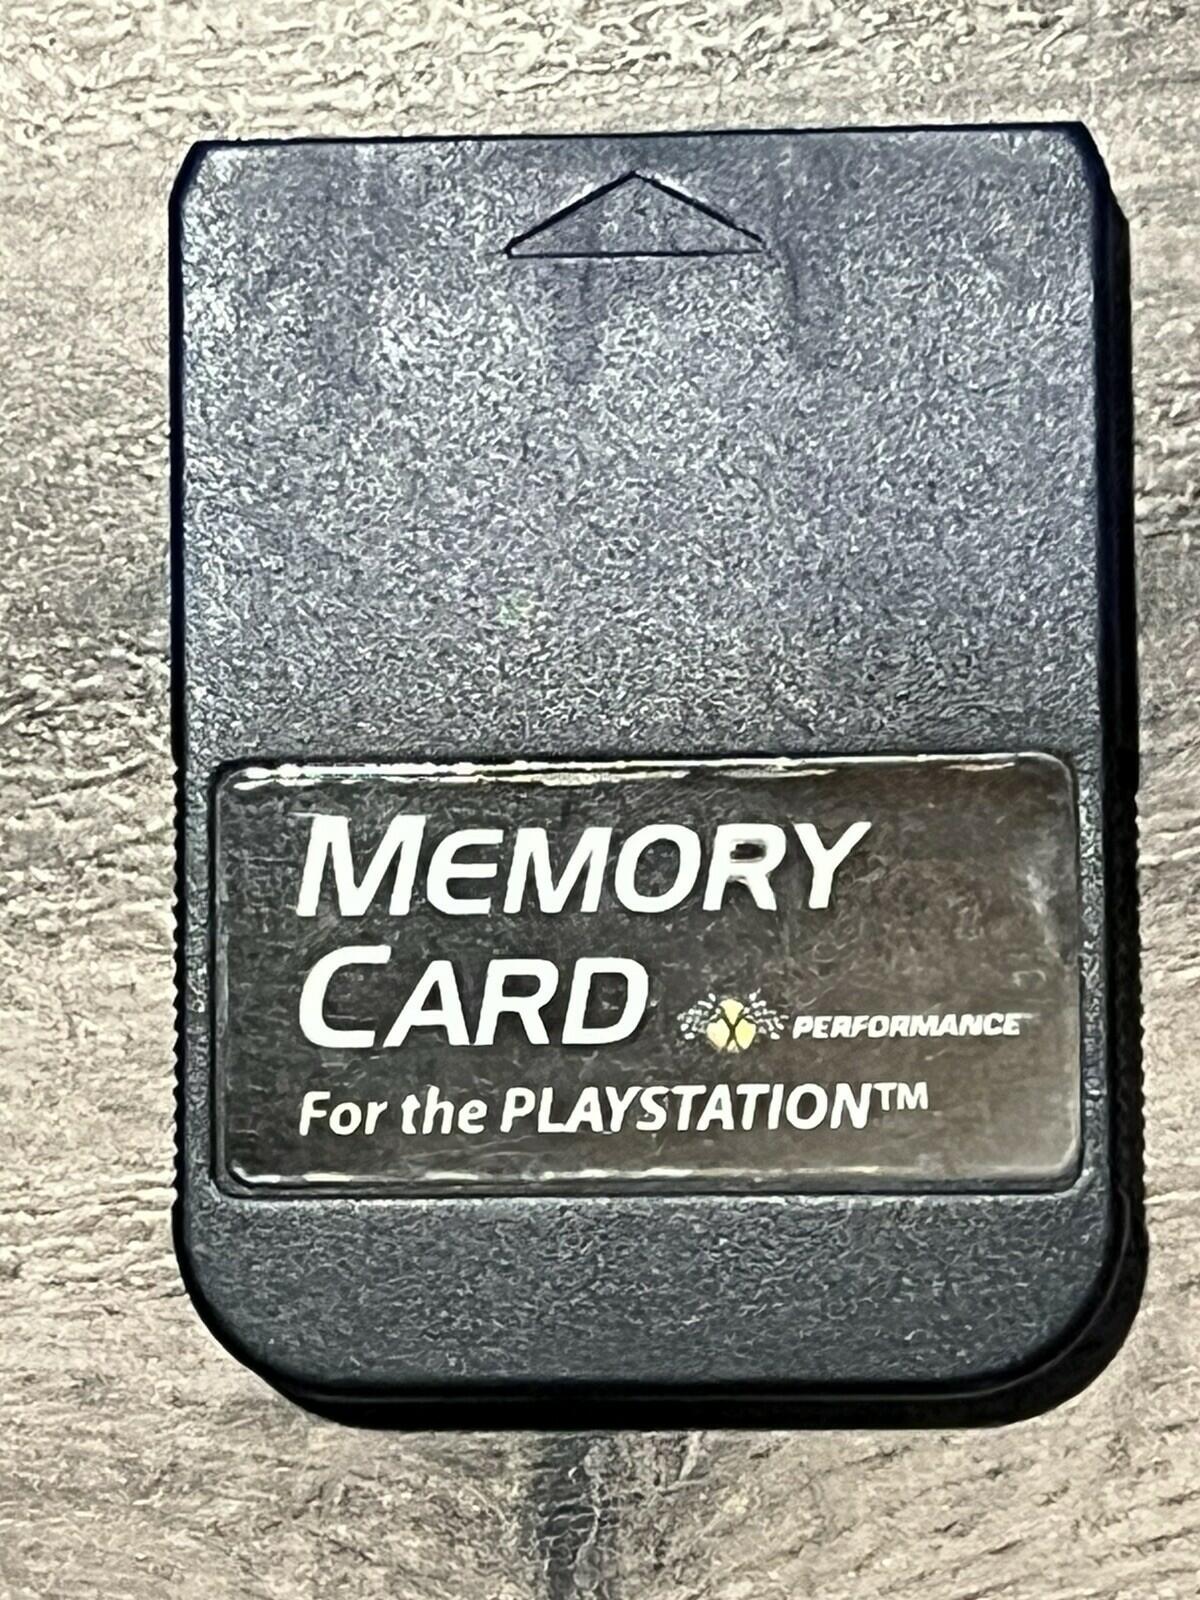 MEMORY
CARD
PERFORMANCE
For the PLAYSTATION™